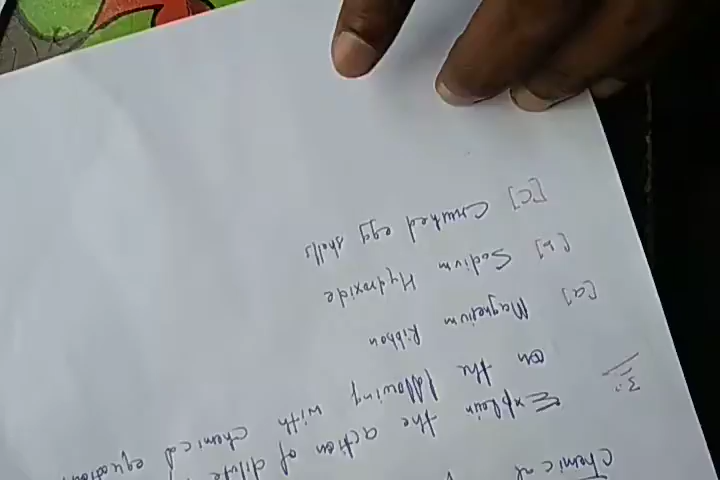 Chemical
3. Explain the action of dilute
on the following with chemical equation
[a] Magnesium Ribbon
[b] Sodium Hydroxide
[c] Crushed egg shells